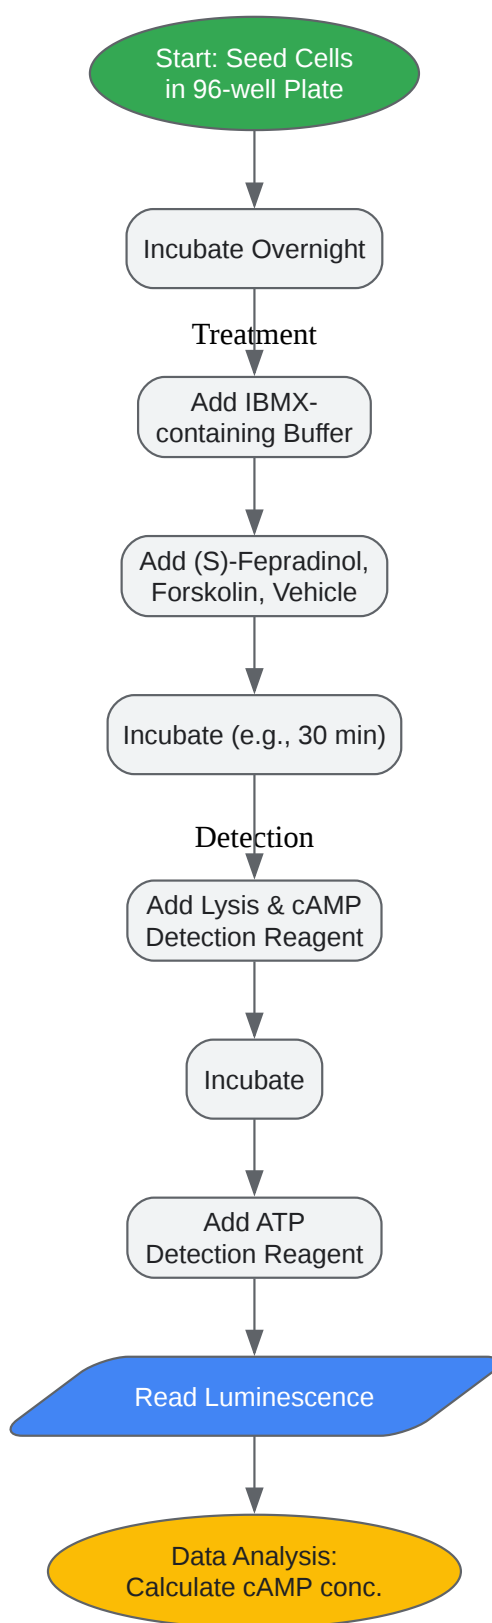 Start: Seed Cells
in 96-well Plate
Incubate Overnight
Treatment
Add IBMX-
containing Buffer
Add (S)-Fepradinol,
Forskolin, Vehicle
Incubate (e.g., 30 min)
Detection
Add Lysis & cAMP
Detection Reagent
Incubate
Add ATP
Detection Reagent
Read Luminescence
Data Analysis:
Calculate cAMP conc.